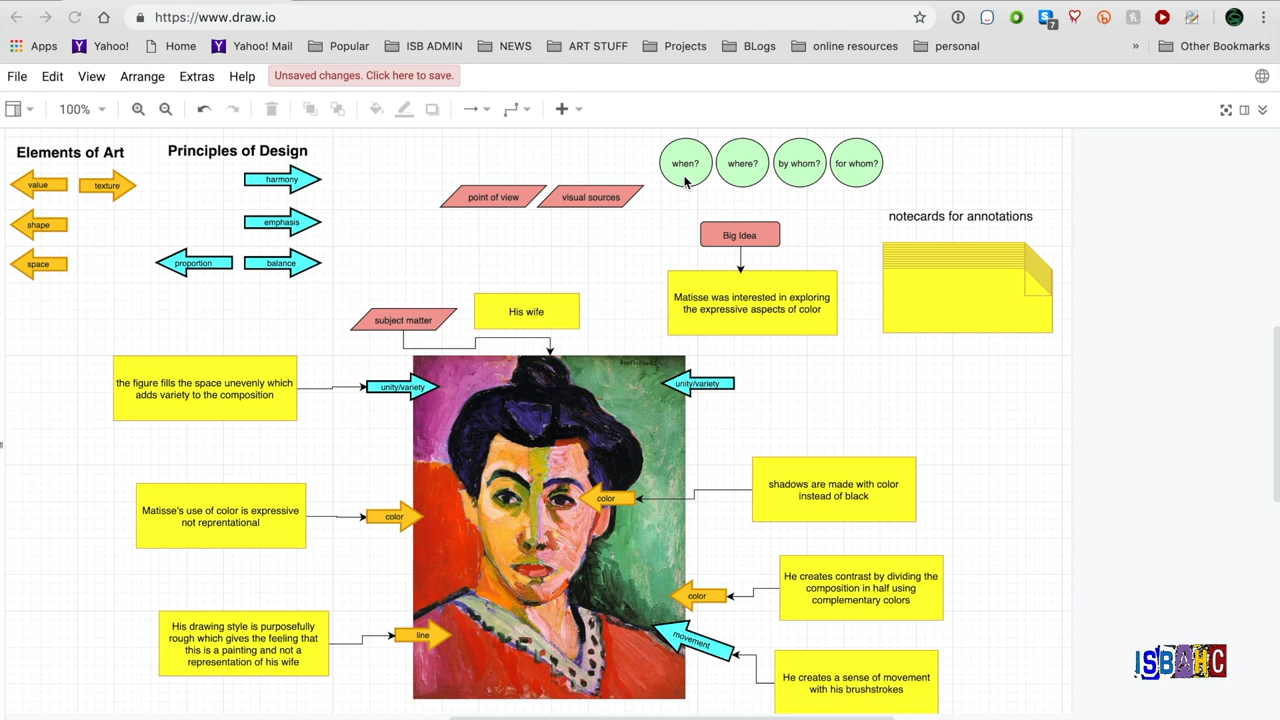 https://www.draw.io
7
Apps
Yahoo!
Home
Yahoo! Mail
Popular
ISB ADMIN
NEWS
ART STUFF
Projects
BLogs
online resources
personal
»
Other Bookmarks
File
Edit
View
Arrange
Extras
Help
Unsaved changes. Click here to save.
100%
Elements of Art
Principles of Design
value
texture
shape
space
harmony
emphasis
proportion
balance
point of view
visual sources
when?
where?
by whom?
for whom?
Big Idea
notecards for annotations
Matisse was interested in exploring
the expressive aspects of color
subject matter
His wife
the figure fills the space unevenly which
adds variety to the composition
unity/variety
unity/variety
Matisse's use of color is expressive
not reprentational
color
color
shadows are made with color
instead of black
He creates contrast by dividing the
composition in half using
complementary colors
color
His drawing style is purposefully
rough which gives the feeling that
this is a painting and not a
representation of his wife
line
movement
He creates a sense of movement
with his brushstrokes
ISBAHC